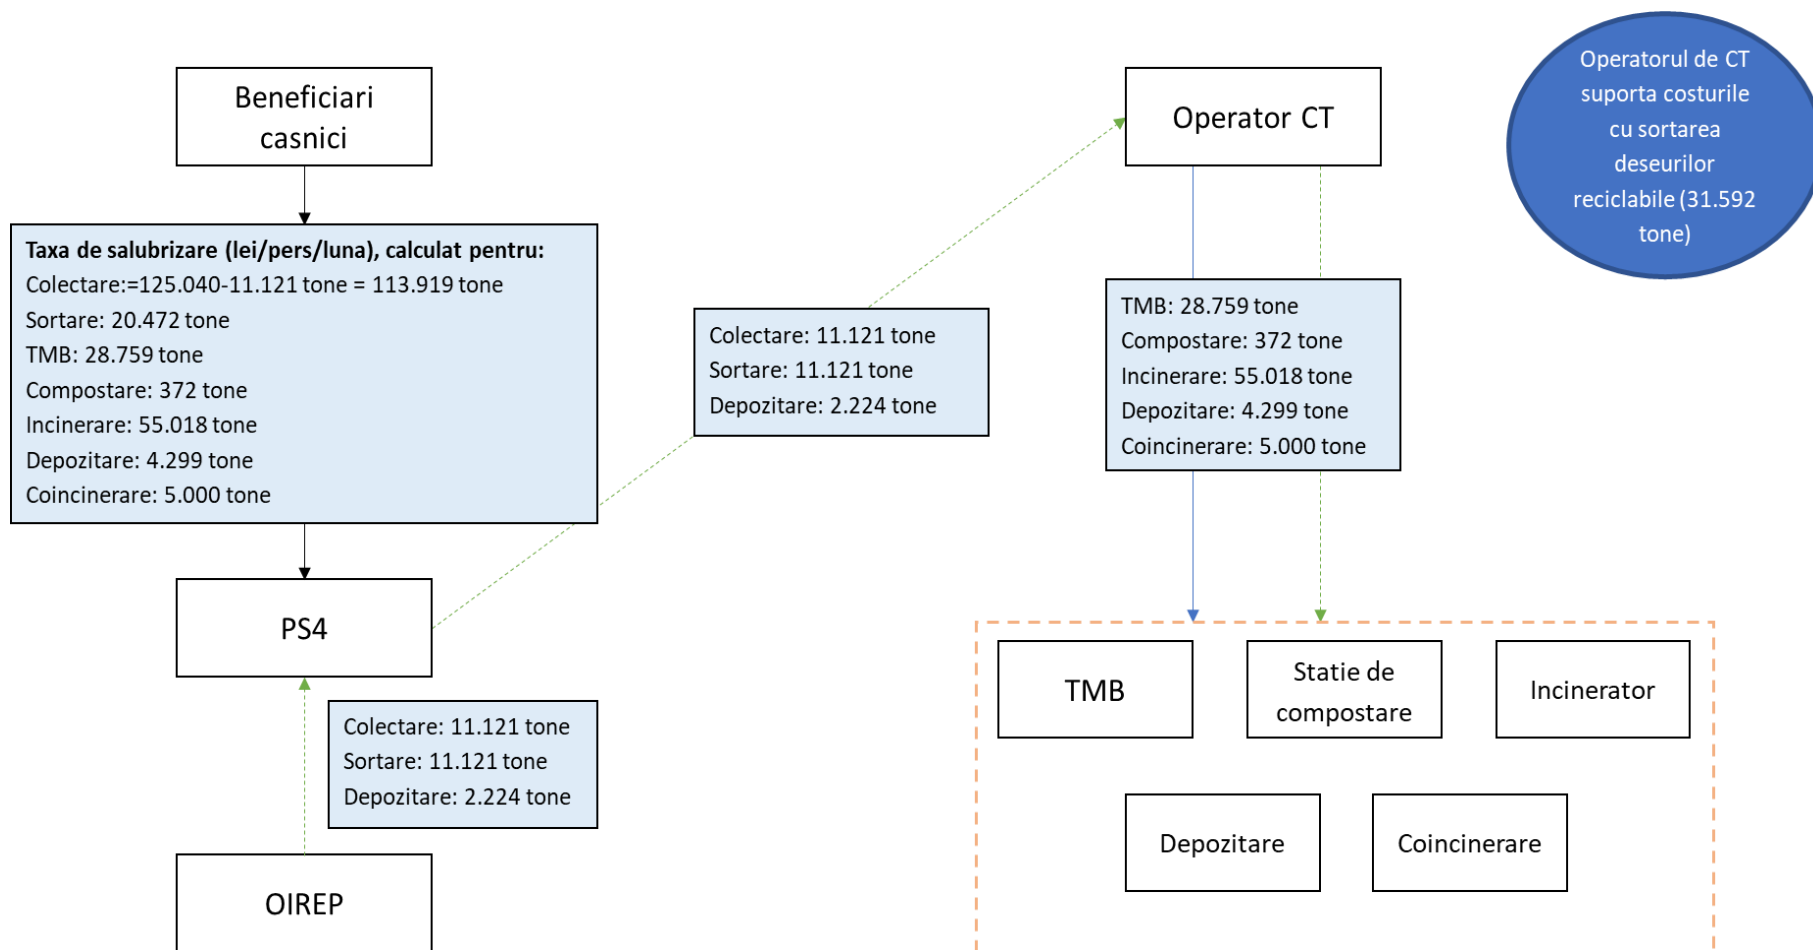 Beneficiari
casnici
Taxa de salubrizare (lei/pers/luna), calculat pentru:
Colectare:=125.040-11.121 tone = 113.919 tone
Sortare: 20.472 tone
TMB: 28.759 tone
Compostare: 372 tone
Incinerare: 55.018 tone
Depozitare: 4.299 tone
Coincinerare: 5.000 tone
PS4
Colectare: 11.121 tone
Sortare: 11.121 tone
Depozitare: 2.224 tone
OIREP
Colectare: 11.121 tone
Sortare: 11.121 tone
Depozitare: 2.224 tone
Operator CT
TMB: 28.759 tone
Compostare: 372 tone
Incinerare: 55.018 tone
Depozitare: 4.299 tone
Coincinerare: 5.000 tone
TMB
Statie de
compostare
Incinerator
Depozitare
Coincinerare
Operatorul de CT
suporta costurile
cu sortarea
deseurilor
reciclabile (31.592
tone)